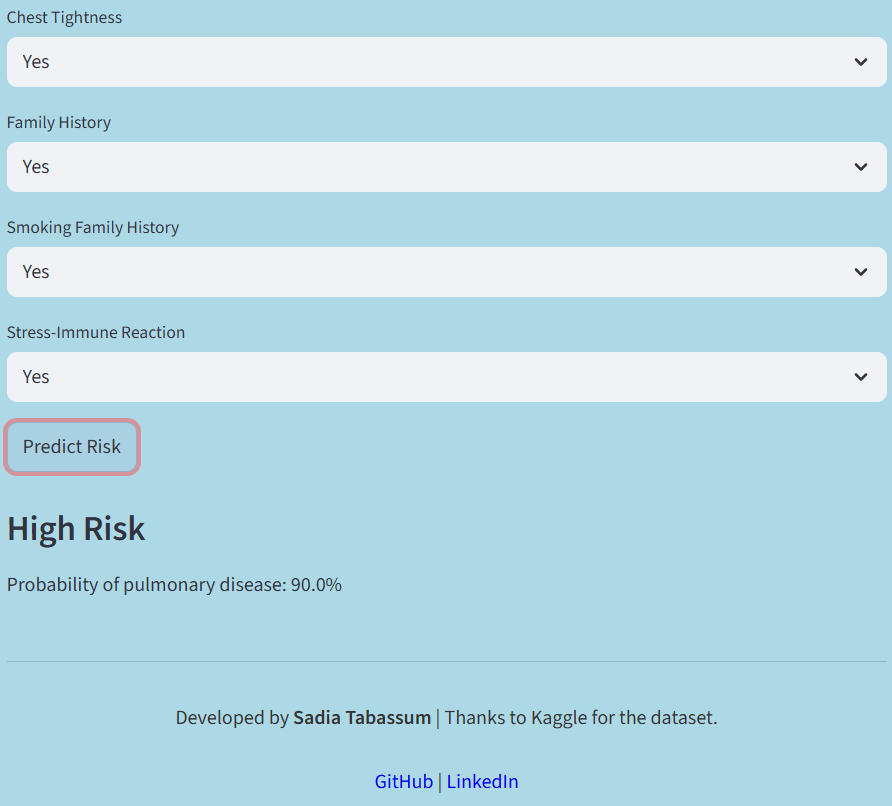 Chest Tightness
Yes
Family History
Yes
Smoking Family History
Yes
Stress-Immune Reaction
Yes
Predict Risk
High Risk
Probability of pulmonary disease: 90.0%
Developed by Sadia Tabassum | Thanks to Kaggle for the dataset.
GitHub | LinkedIn